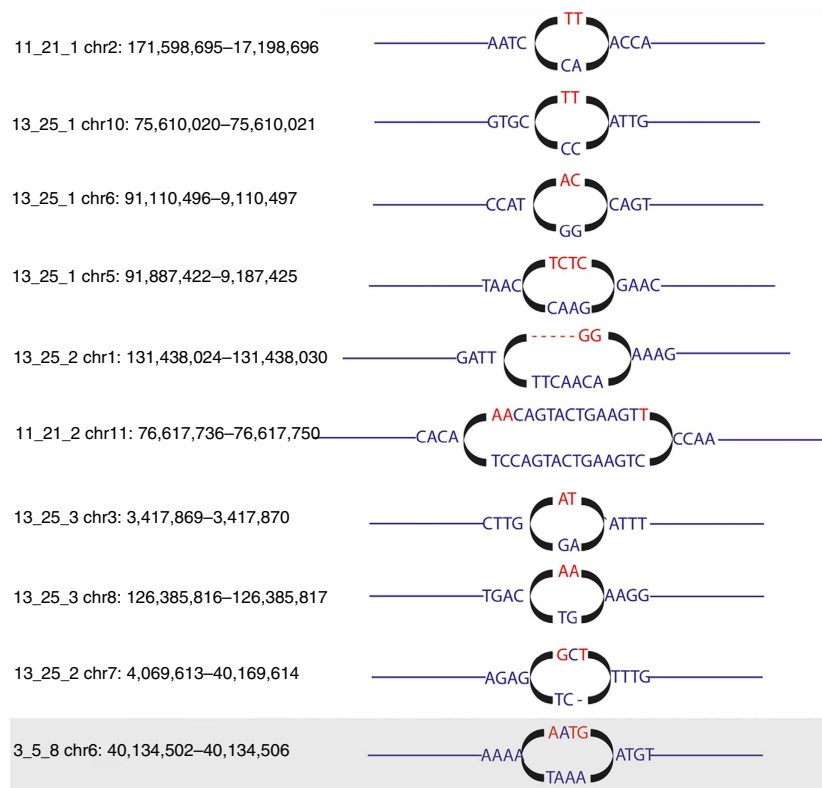 TT
11_21_1 chr2: 171,598,695–17,198,696 AATC ACCA
CA
TT
13_25_1 chr10: 75,610,020–75,610,021 GTGC ATTG
CC
AC
13_25_1 chr6: 91,110,496–9,110,497 CCAT CAGT
GG
TCTC
13_25_1 chr5: 91,887,422–9,187,425 TAAC GAAC
CAAG
-----GG
13_25_2 chr1: 131,438,024–131,438,030 GATT AAAG
TTCAACA
AACAGTACTGAAGTT
11_21_2 chr11: 76,617,736–76,617,750 CACA CCAA
TCCAGTACTGAAGTC
AT
13_25_3 chr3: 3,417,869–3,417,870 CTTG ATTT
GA
AA
13_25_3 chr8: 126,385,816–126,385,817 TGAC AAGG
TG
GCT
13_25_2 chr7: 4,069,613–40,169,614 AGAG TTTG
TC-
AATG
3_5_8 chr6: 40,134,502–40,134,506 AAAA ATGT
TAAA